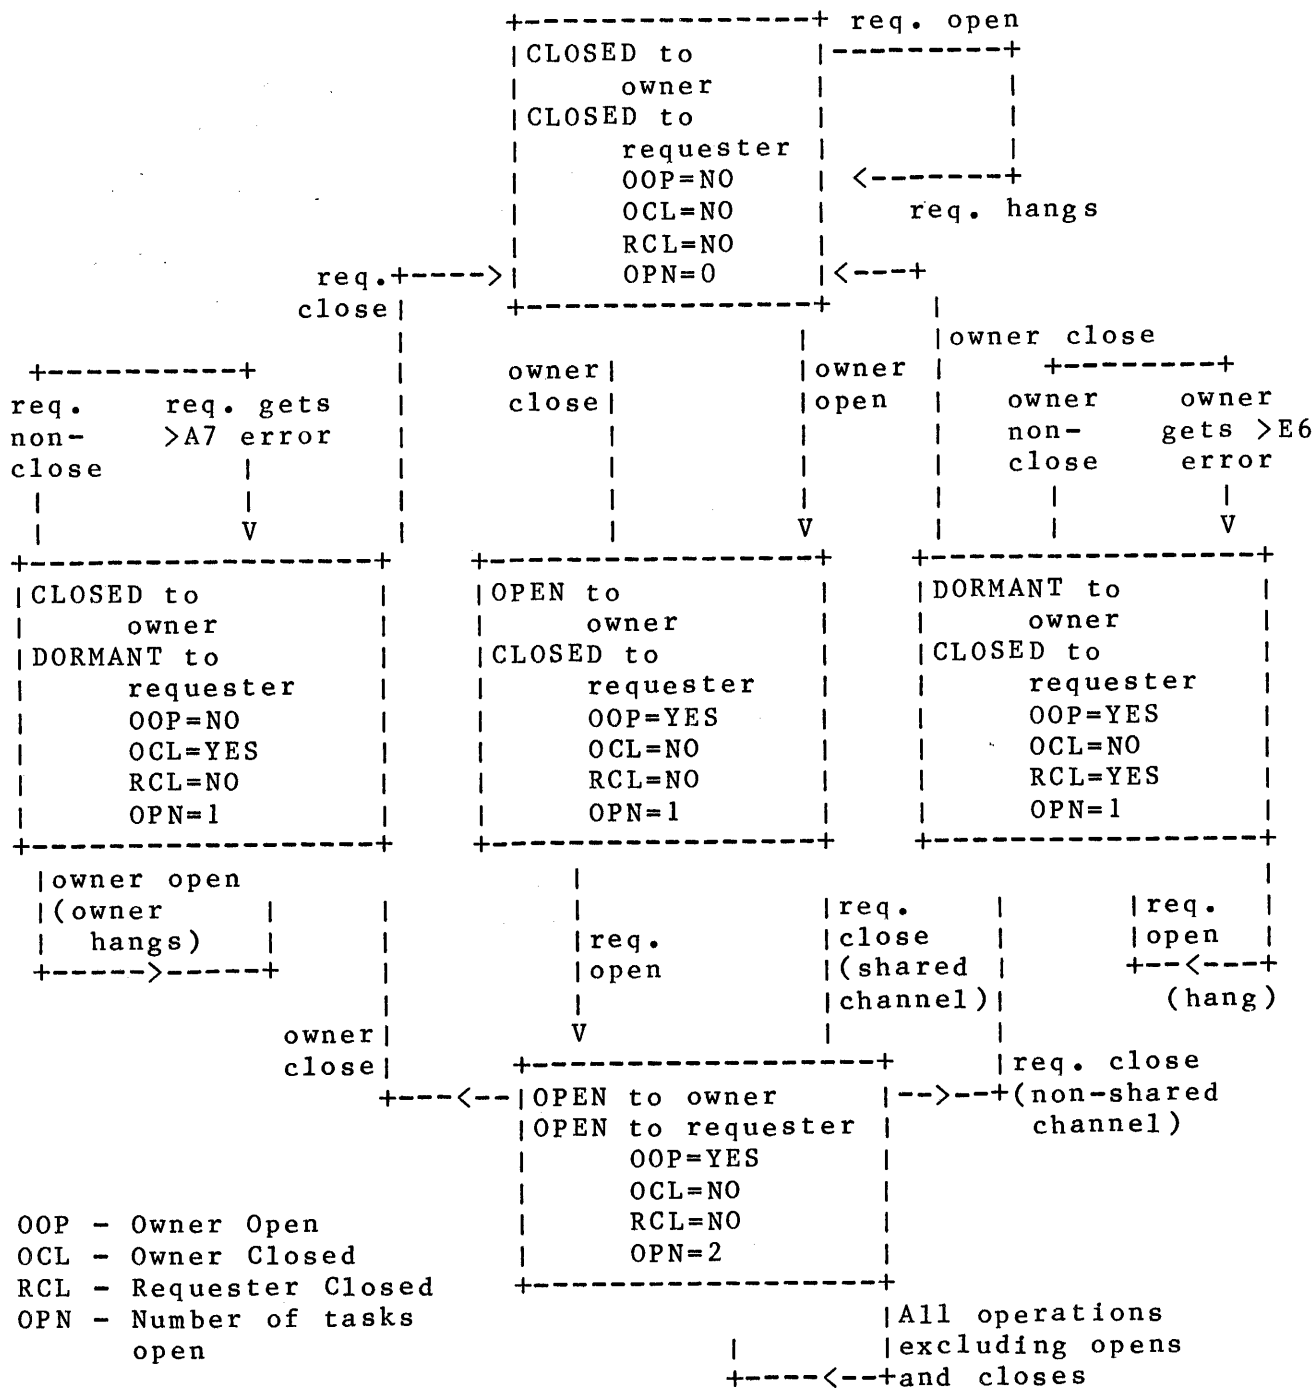 req. open
CLOSED to
owner
CLOSED to
requester
OOP=NO
OCL=NO
RCL=NO
OPN=0
req. hangs
req.
close
owner
close
owner
open
owner close
req.
non-
close
req. gets
>A7 error
owner
non-
close
owner
gets >E6
error
CLOSED to
owner
DORMANT to
requester
OOP=NO
OCL=YES
RCL=NO
OPN=1
OPEN to
owner
CLOSED to
requester
OOP=YES
OCL=NO
RCL=NO
OPN=1
DORMANT to
owner
CLOSED to
requester
OOP=YES
OCL=NO
RCL=YES
OPN=1
owner open
(owner
hangs)
req.
open
req.
close
(shared
channel)
req.
open
(hang)
owner
close
req. close
(non-shared
channel)
OPEN to owner
OPEN to requester
OOP=YES
OCL=NO
RCL=NO
OPN=2
OOP - Owner Open
OCL - Owner Closed
RCL - Requester Closed
OPN - Number of tasks
open
All operations
excluding opens
and closes